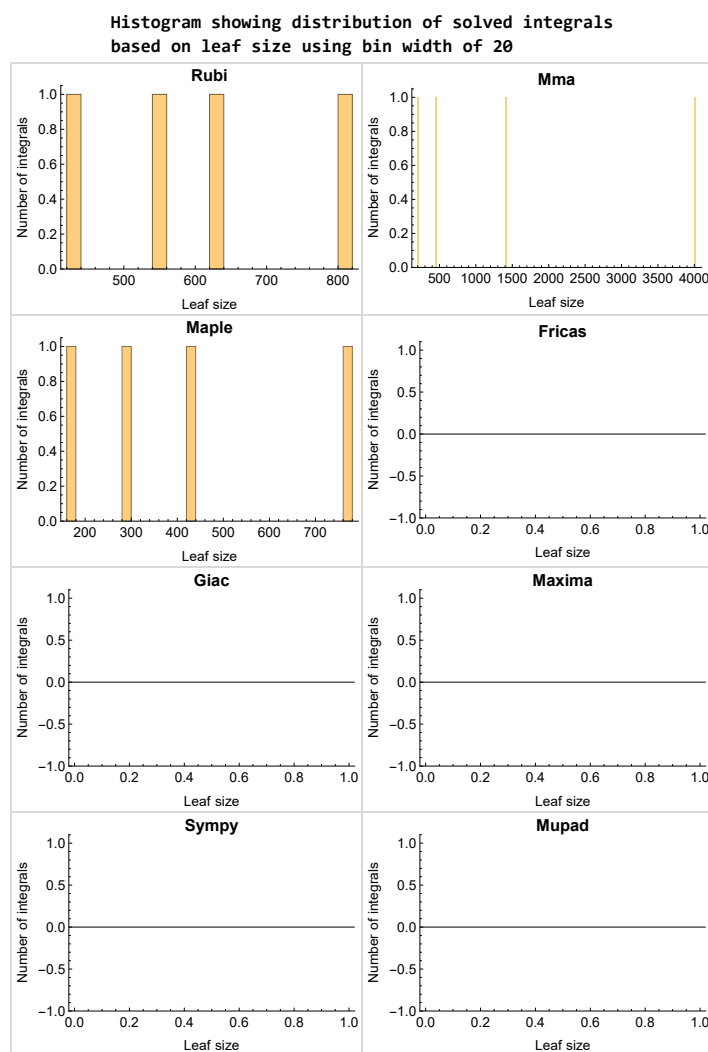 Histogram showing distribution of solved integrals
based on leaf size using bin width of 20
Rubi
Number of integrals
1.0
0.8
0.6
0.4
0.2
0.0
500 600 700 800
Leaf size
Mma
Number of integrals
1.0
0.8
0.6
0.4
0.2
0.0
500 1000 1500 2000 2500 3000 3500 4000
Leaf size
Maple
Number of integrals
1.0
0.8
0.6
0.4
0.2
0.0
200 300 400 500 600 700
Leaf size
Fricas
Number of integrals
1.0
0.5
0.0
−0.5
−1.0
0.0 0.2 0.4 0.6 0.8 1.0
Leaf size
Giac
Number of integrals
1.0
0.5
0.0
−0.5
−1.0
0.0 0.2 0.4 0.6 0.8 1.0
Leaf size
Maxima
Number of integrals
1.0
0.5
0.0
−0.5
−1.0
0.0 0.2 0.4 0.6 0.8 1.0
Leaf size
Sympy
Number of integrals
1.0
0.5
0.0
−0.5
−1.0
0.0 0.2 0.4 0.6 0.8 1.0
Leaf size
Mupad
Number of integrals
1.0
0.5
0.0
−0.5
−1.0
0.0 0.2 0.4 0.6 0.8 1.0
Leaf size